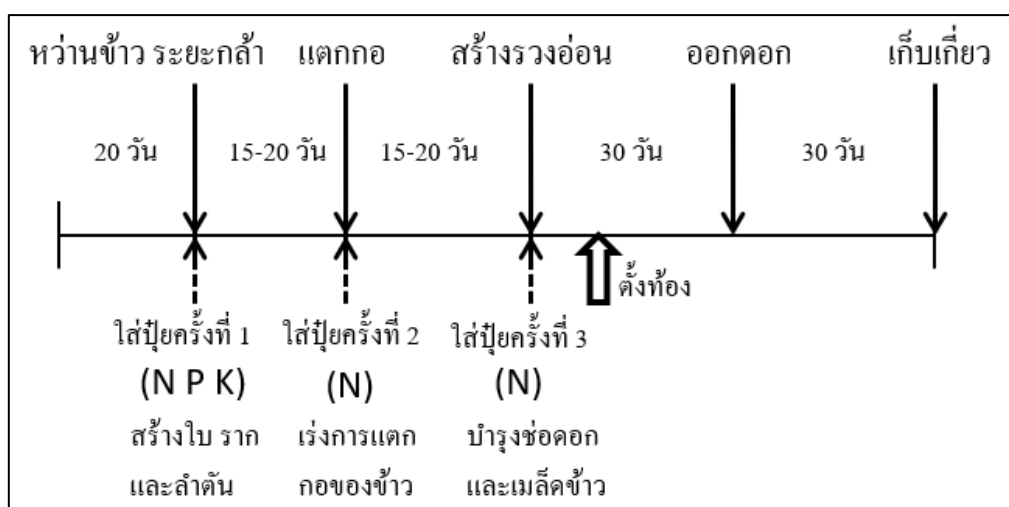 หว่านข้าว ระยะกล้า แตกกอ สร้างรวงอ่อน ออกดอก เก็บเกี่ยว
20 วัน 15-20 วัน 15-20 วัน 30 วัน 30 วัน
ตั้งท้อง
ใส่ปุ๋ยครั้งที่ 1 ใส่ปุ๋ยครั้งที่ 2 ใส่ปุ๋ยครั้งที่ 3
(N P K) (N) (N)
สร้างใบ ราก เร่งการแตก บำรุงช่อดอก
และลำต้น กอของข้าว และเมล็ดข้าว